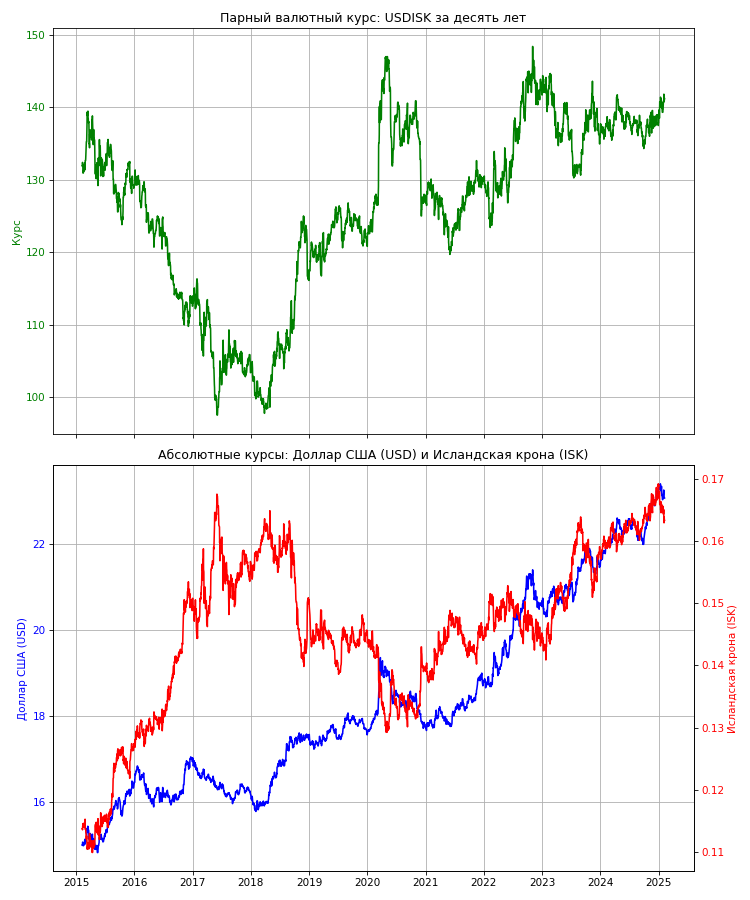 Парный валютный курс: USDISK за десять лет
150
140
130
120
110
100
Курс
Абсолютные курсы: Доллар США (USD) и Исландская крона (ISK)
22
20
18
16
Доллар США (USD)
0.17
0.16
0.15
0.14
0.13
0.12
0.11
Исландская крона (ISK)
2015 2016 2017 2018 2019 2020 2021 2022 2023 2024 2025